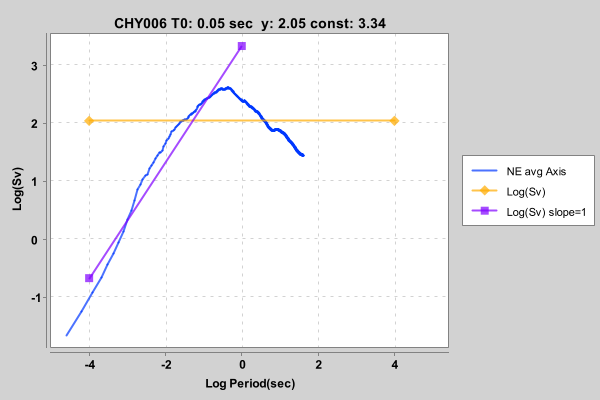 CHY006 T0: 0.05 sec  y: 2.05 const: 3.34
3
2
1
0
-1
Log(Sv)
-4
-2
0
2
4
Log Period(sec)
NE avg Axis
Log(Sv)
Log(Sv) slope=1